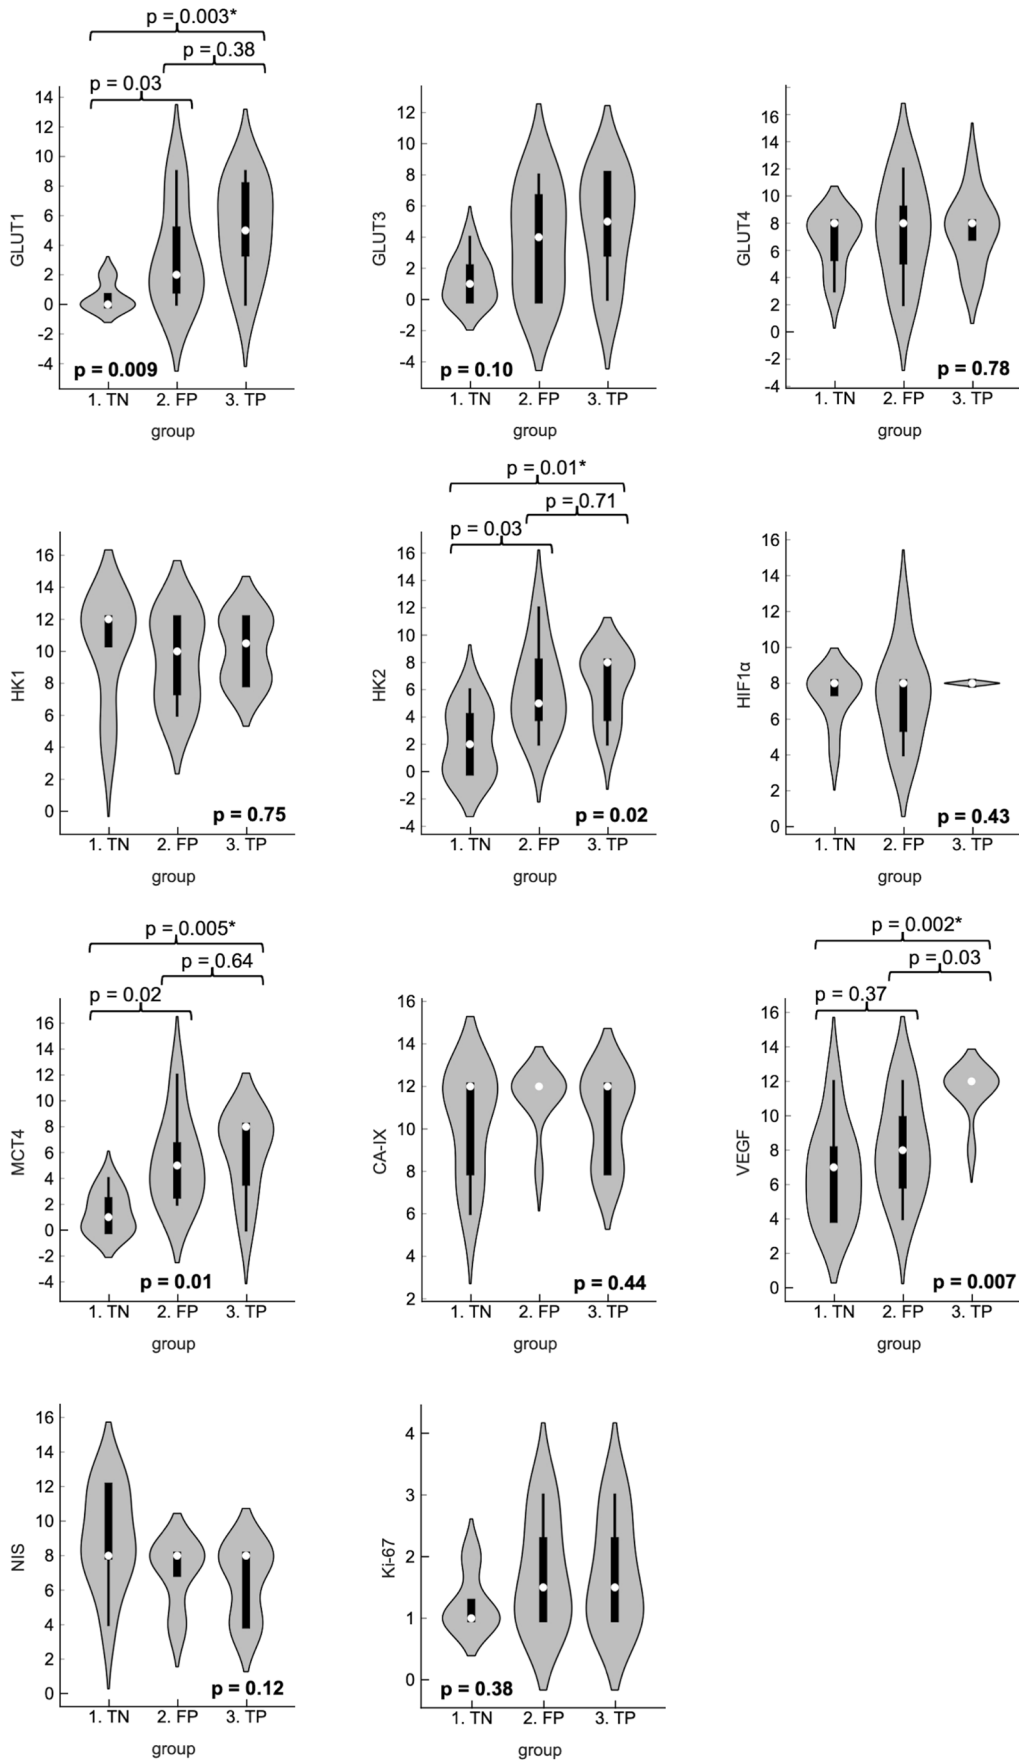 p = 0.003*
p = 0.38
p = 0.03
GLUT1
14
12
10
8
6
4
2
0
-2
-4
p = 0.009
1. TN 2. FP 3. TP
group
GLUT3
12
10
8
6
4
2
0
-2
-4
p = 0.10
1. TN 2. FP 3. TP
group
GLUT4
16
14
12
10
8
6
4
2
0
-2
-4
p = 0.78
1. TN 2. FP 3. TP
group
HK1
16
14
12
10
8
6
4
2
0
p = 0.75
1. TN 2. FP 3. TP
group
p = 0.01*
p = 0.71
p = 0.03
HK2
16
14
12
10
8
6
4
2
0
-2
-4
p = 0.02
1. TN 2. FP 3. TP
group
HIF1α
16
14
12
10
8
6
4
2
0
p = 0.43
1. TN 2. FP 3. TP
group
p = 0.005*
p = 0.64
p = 0.02
MCT4
16
14
12
10
8
6
4
2
0
-2
-4
p = 0.01
1. TN 2. FP 3. TP
group
CA-IX
16
14
12
10
8
6
4
2
p = 0.44
1. TN 2. FP 3. TP
group
p = 0.002*
p = 0.03
p = 0.37
VEGF
16
14
12
10
8
6
4
2
0
p = 0.007
1. TN 2. FP 3. TP
group
NIS
16
14
12
10
8
6
4
2
0
p = 0.12
1. TN 2. FP 3. TP
group
Ki-67
4
3
2
1
0
p = 0.38
1. TN 2. FP 3. TP
group